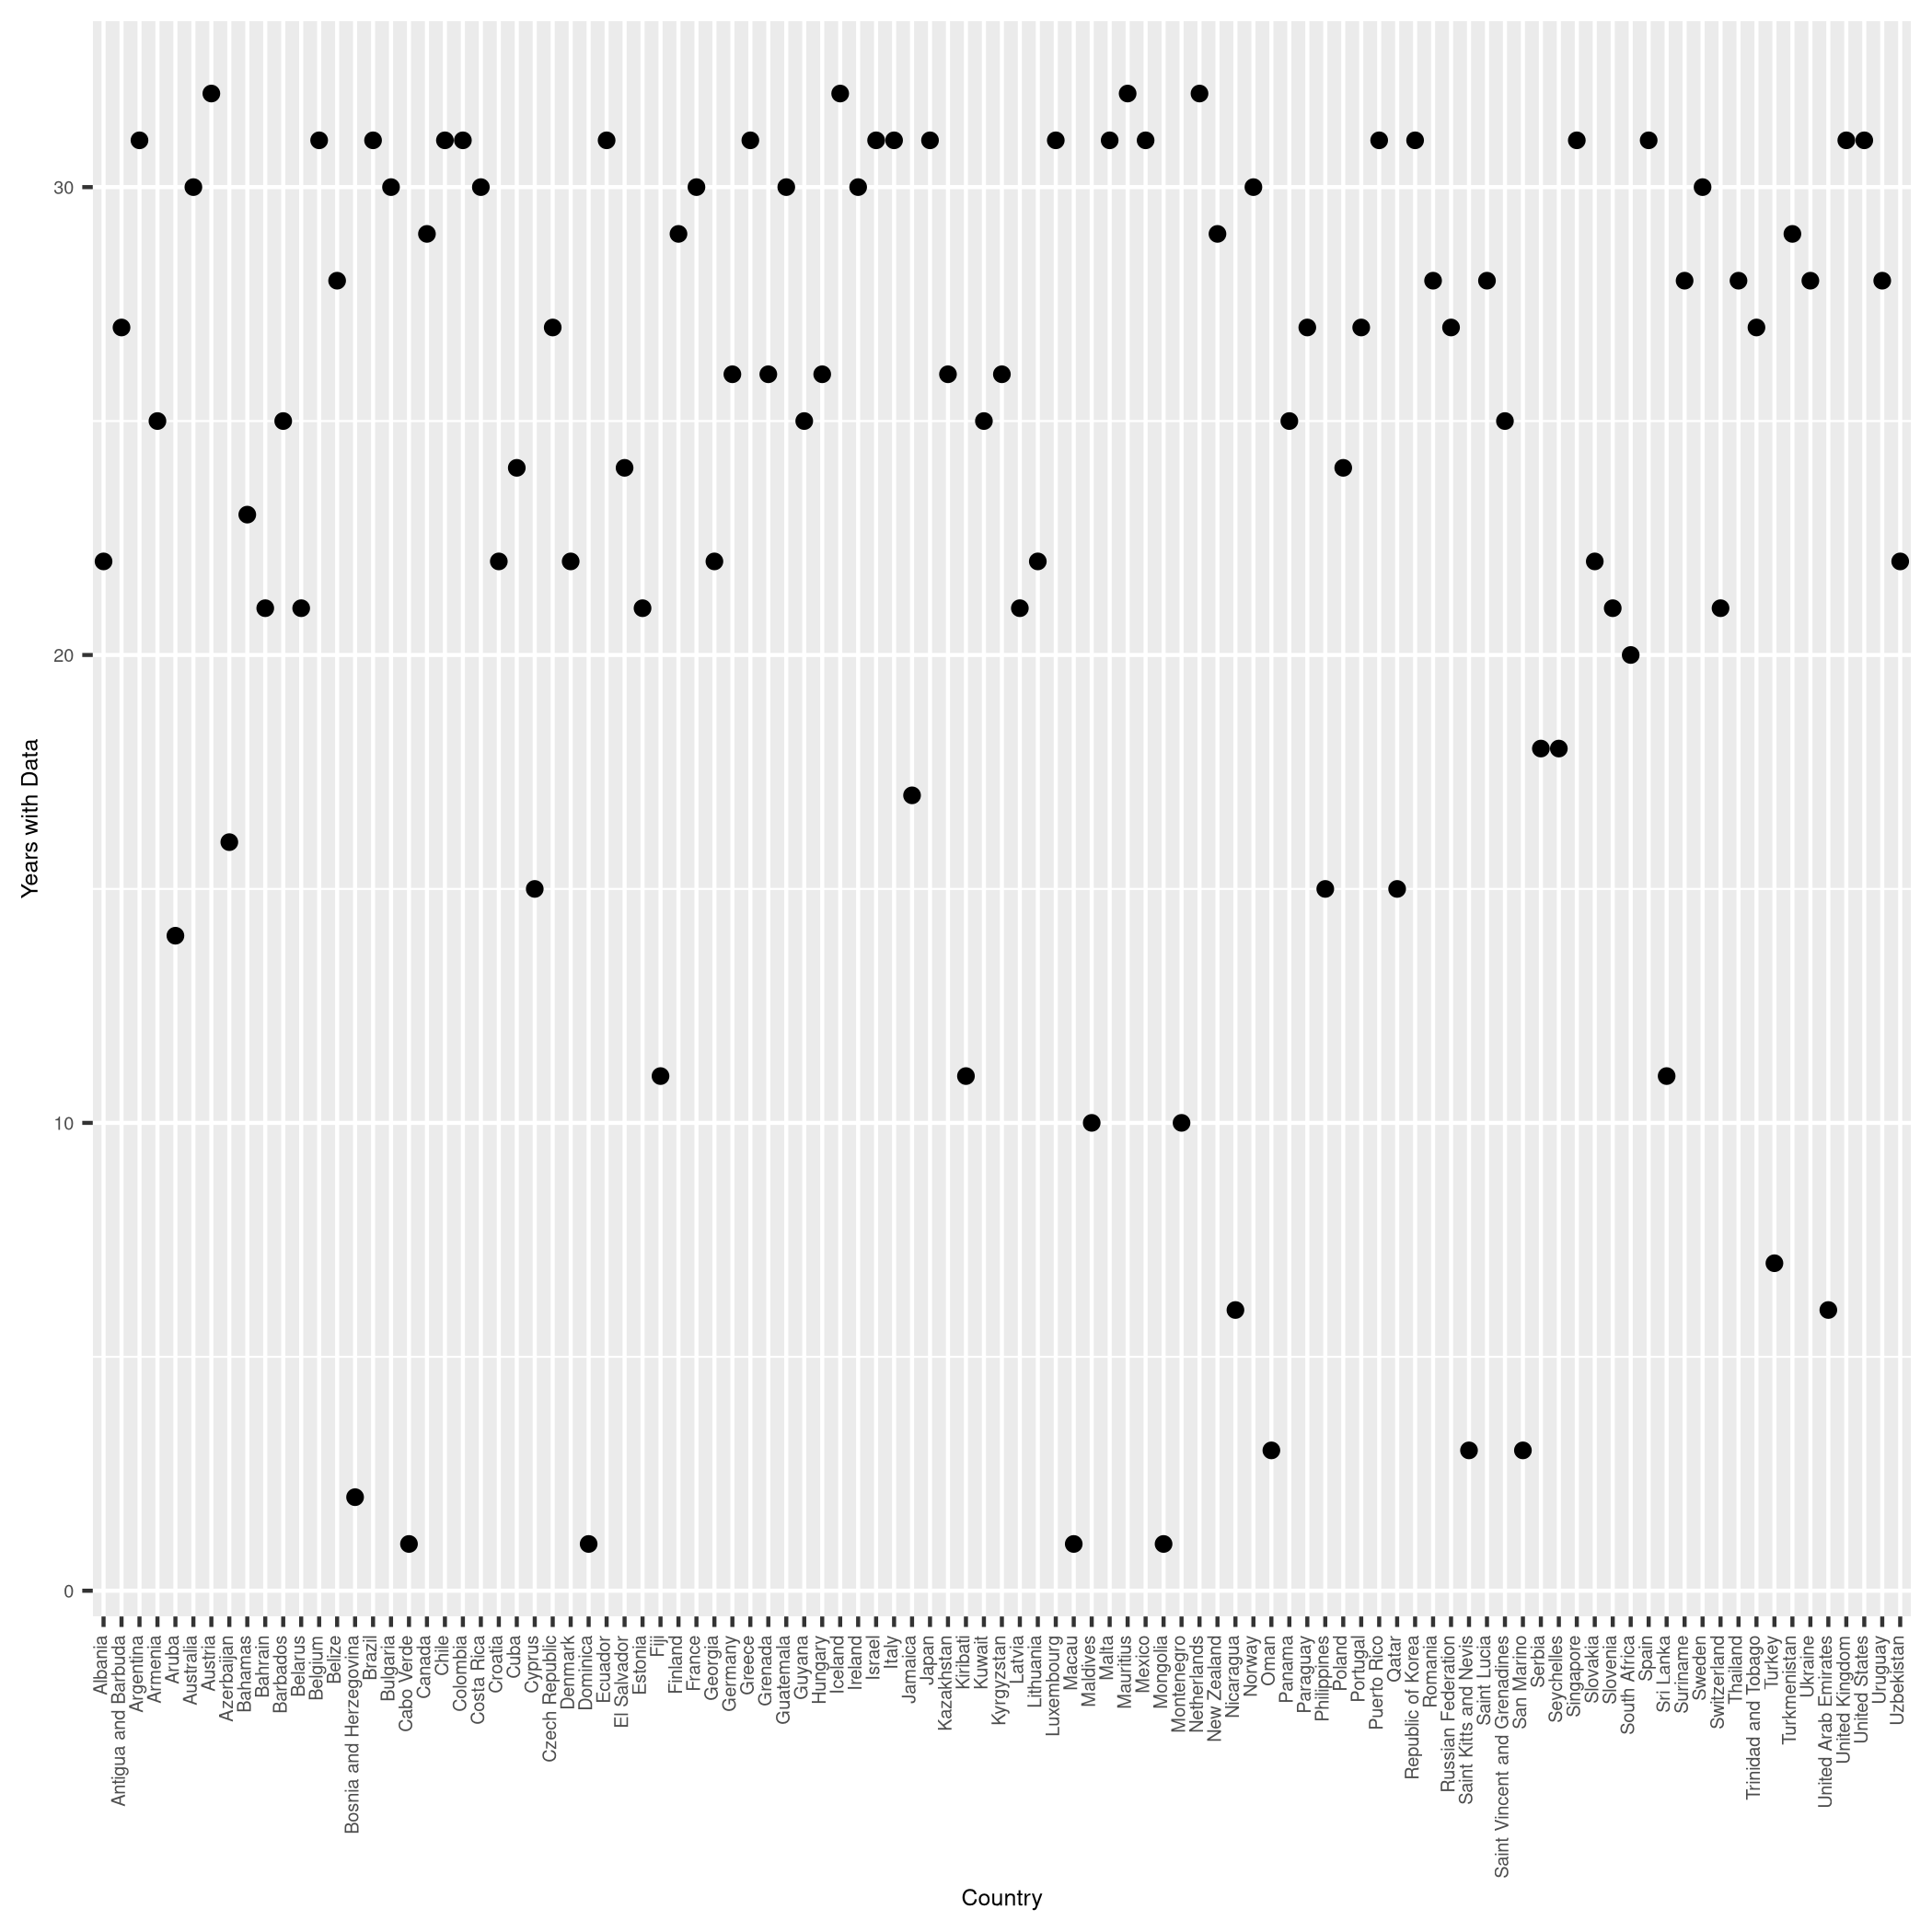 Years with Data
30
20
10
0
Albania
Antigua and Barbuda
Argentina
Armenia
Aruba
Australia
Austria
Azerbaijan
Bahamas
Bahrain
Barbados
Belarus
Belgium
Belize
Bosnia and Herzegovina
Brazil
Bulgaria
Cabo Verde
Canada
Chile
Colombia
Costa Rica
Croatia
Cuba
Cyprus
Czech Republic
Denmark
Dominica
Ecuador
El Salvador
Estonia
Fiji
Finland
France
Georgia
Germany
Greece
Grenada
Guatemala
Guyana
Hungary
Iceland
Ireland
Israel
Italy
Jamaica
Japan
Kazakhstan
Kiribati
Kuwait
Kyrgyzstan
Latvia
Lithuania
Luxembourg
Macau
Maldives
Malta
Mauritius
Mexico
Mongolia
Montenegro
Netherlands
New Zealand
Nicaragua
Norway
Oman
Panama
Paraguay
Philippines
Poland
Portugal
Puerto Rico
Qatar
Republic of Korea
Romania
Russian Federation
Saint Kitts and Nevis
Saint Lucia
Saint Vincent and Grenadines
San Marino
Serbia
Seychelles
Singapore
Slovakia
Slovenia
South Africa
Spain
Sri Lanka
Suriname
Sweden
Switzerland
Thailand
Trinidad and Tobago
Turkey
Turkmenistan
Ukraine
United Arab Emirates
United Kingdom
United States
Uruguay
Uzbekistan
Country